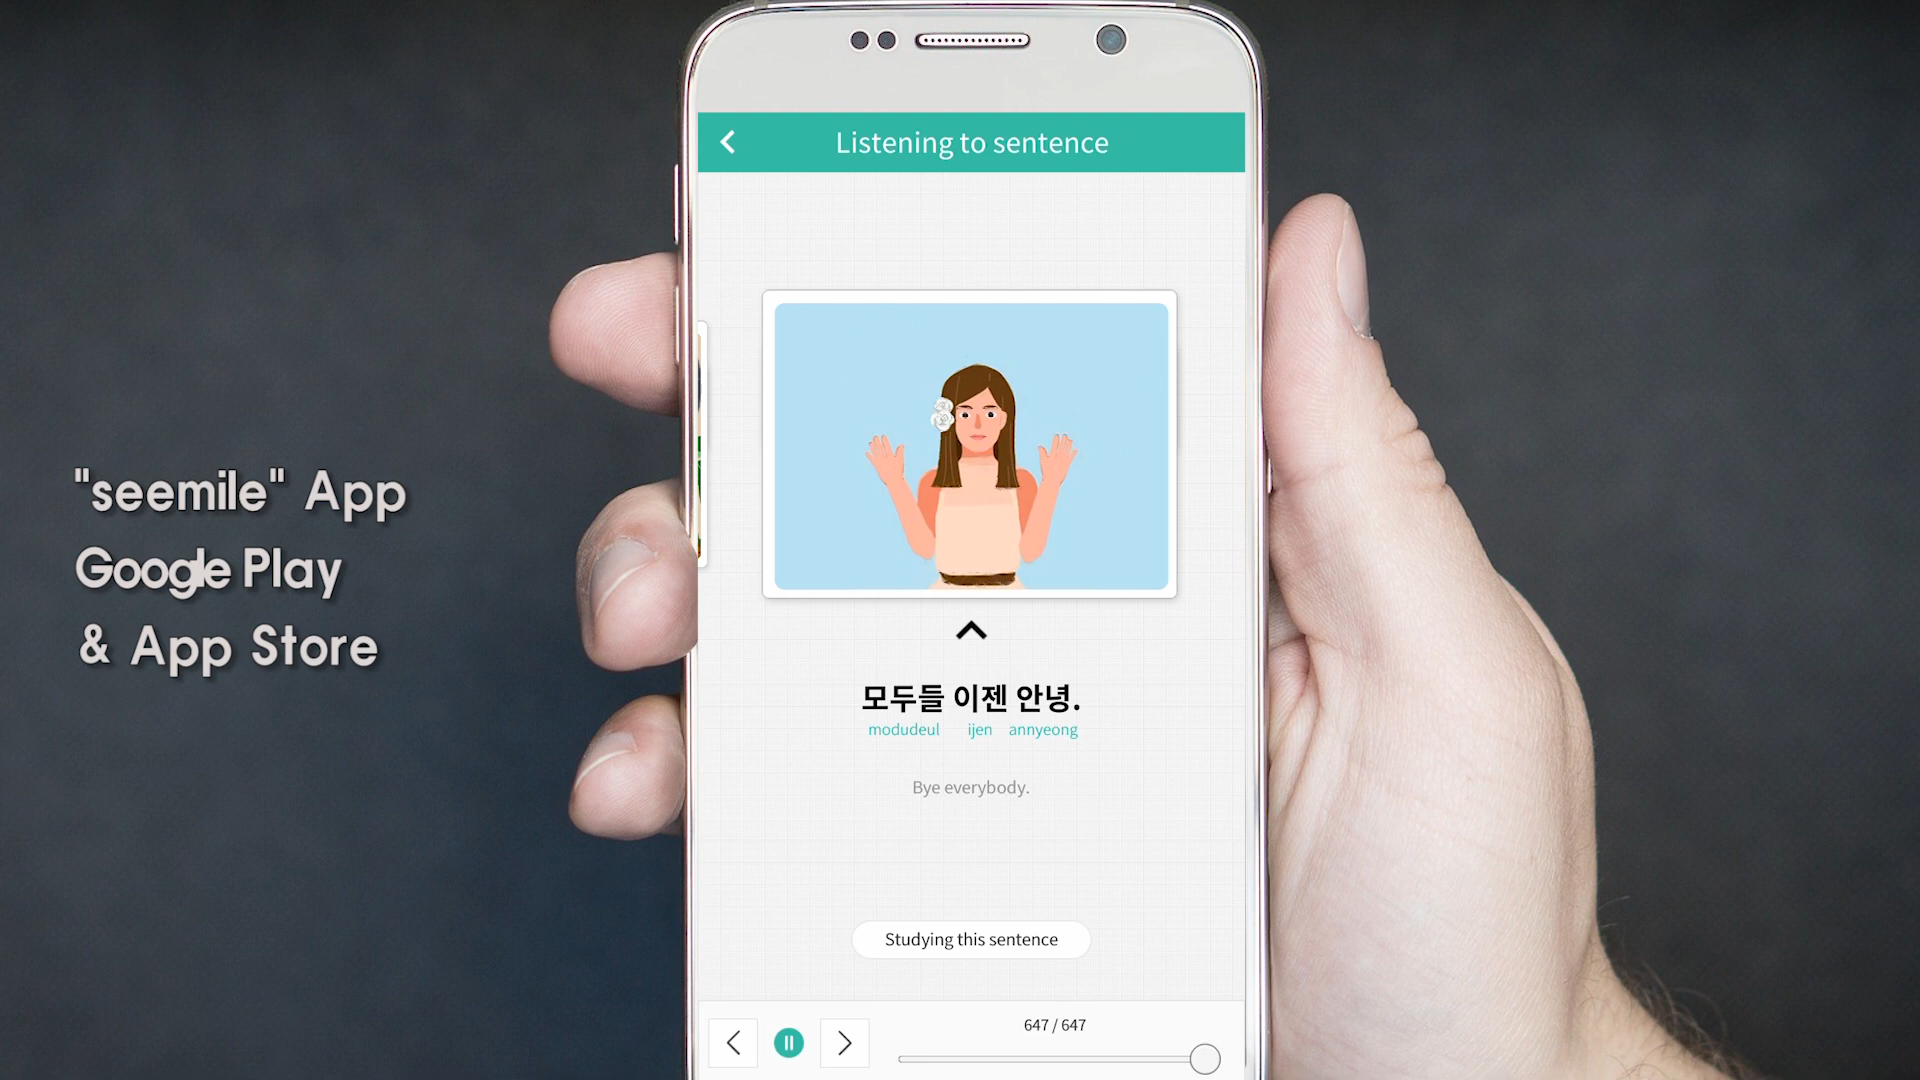 "seemile" App
Google Play
& App Store
Listening to sentence
모두들 이젠 안녕.
modudeul ijen annyeong
Bye everybody.
Studying this sentence
647 / 647